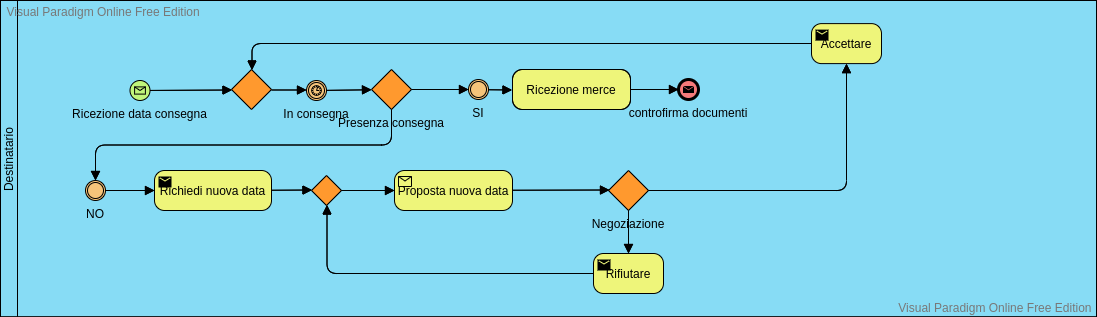 Visual Paradigm Online Free Edition
Destinatario
Accettare
Ricezione data consegna
In consegna
Presenza consegna
SI
Ricezione merce
controfirma documenti
NO
Richiedi nuova data
Proposta nuova data
Negoziazione
Rifiutare
Visual Paradigm Online Free Edition